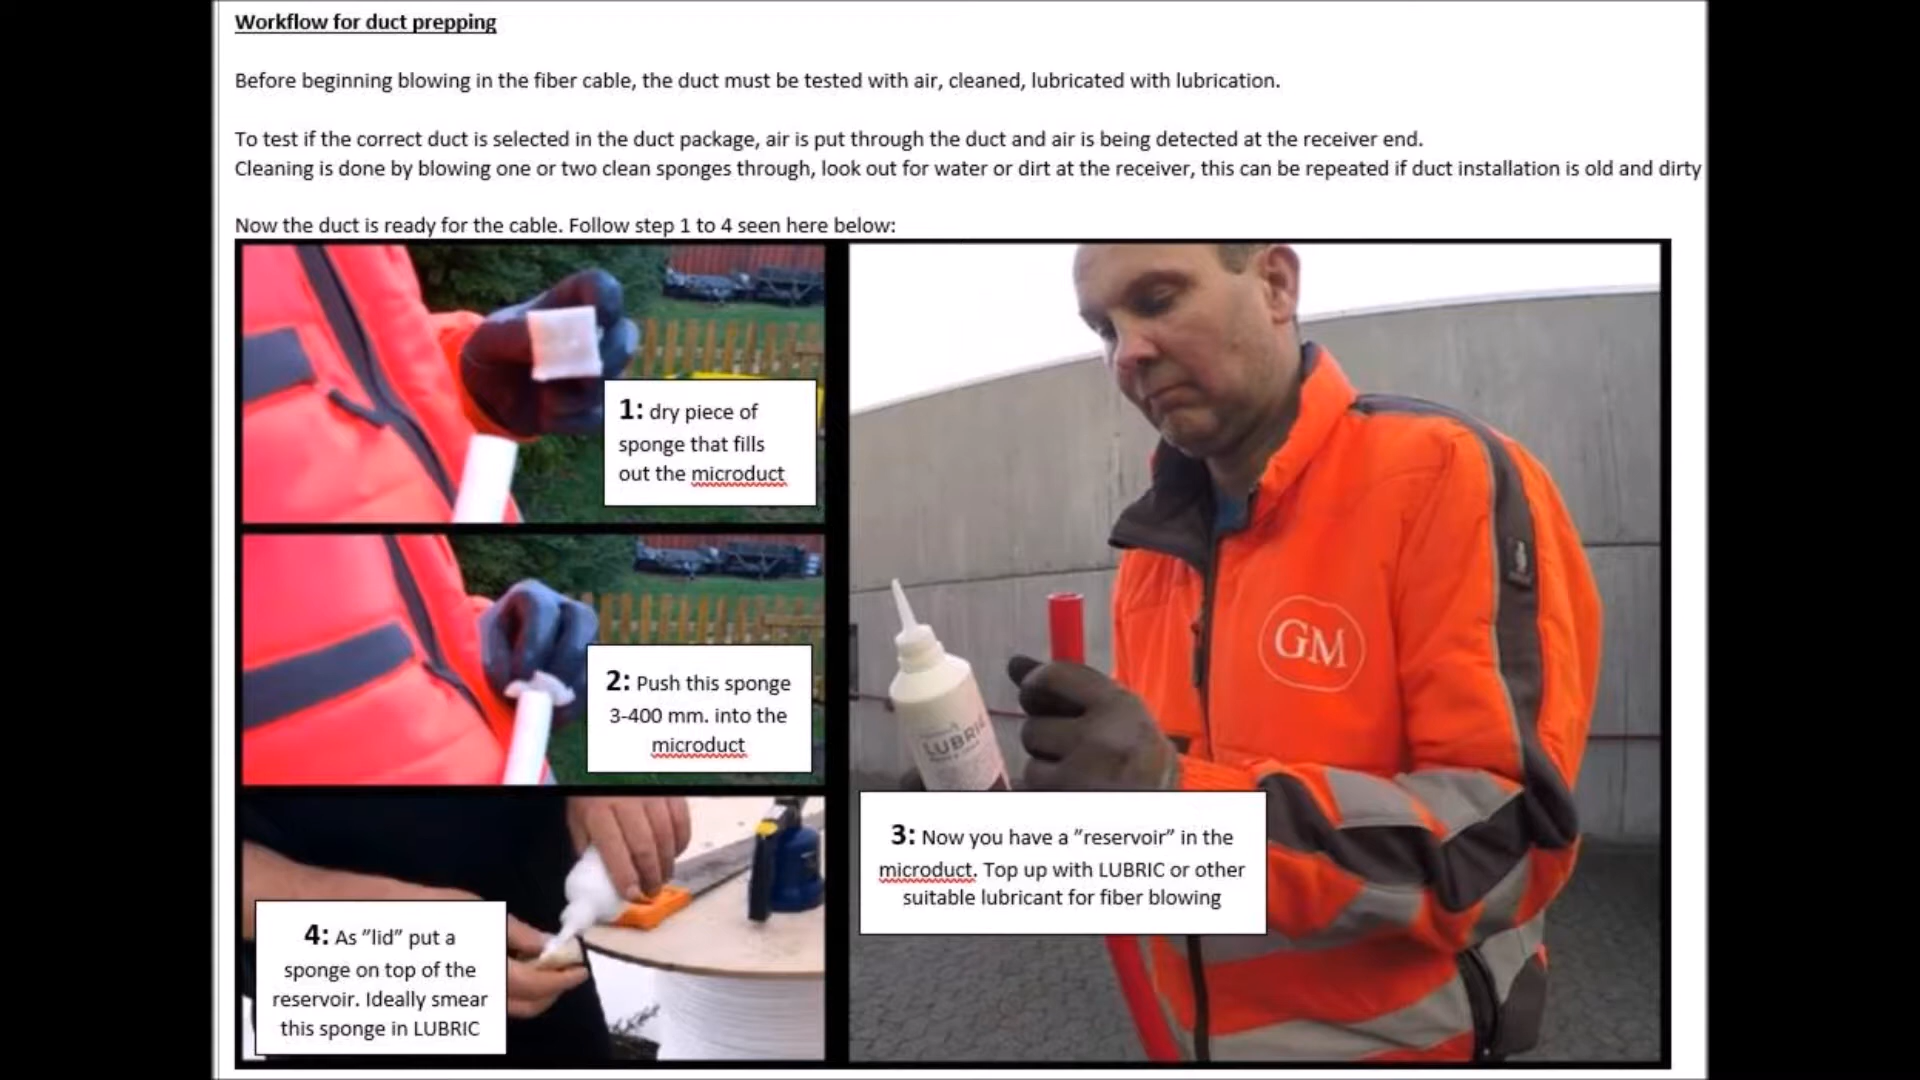 Workflow for duct prepping
Before beginning blowing in the fiber cable, the duct must be tested with air, cleaned, lubricated with lubrication.
To test if the correct duct is selected in the duct package, air is put through the duct and air is being detected at the receiver end.
Cleaning is done by blowing one or two clean sponges through, look out for water or dirt at the receiver, this can be repeated if duct installation is old and dirty
Now the duct is ready for the cable. Follow step 1 to 4 seen here below:
1: dry piece of
sponge that fills
out the microduct
2: Push this sponge
3-400 mm. into the
microduct
GM
LUBRI
3: Now you have a ”reservoir” in the
microduct. Top up with LUBRIC or other
suitable lubricant for fiber blowing
4: As ”lid” put a
sponge on top of the
reservoir. Ideally smear
this sponge in LUBRIC